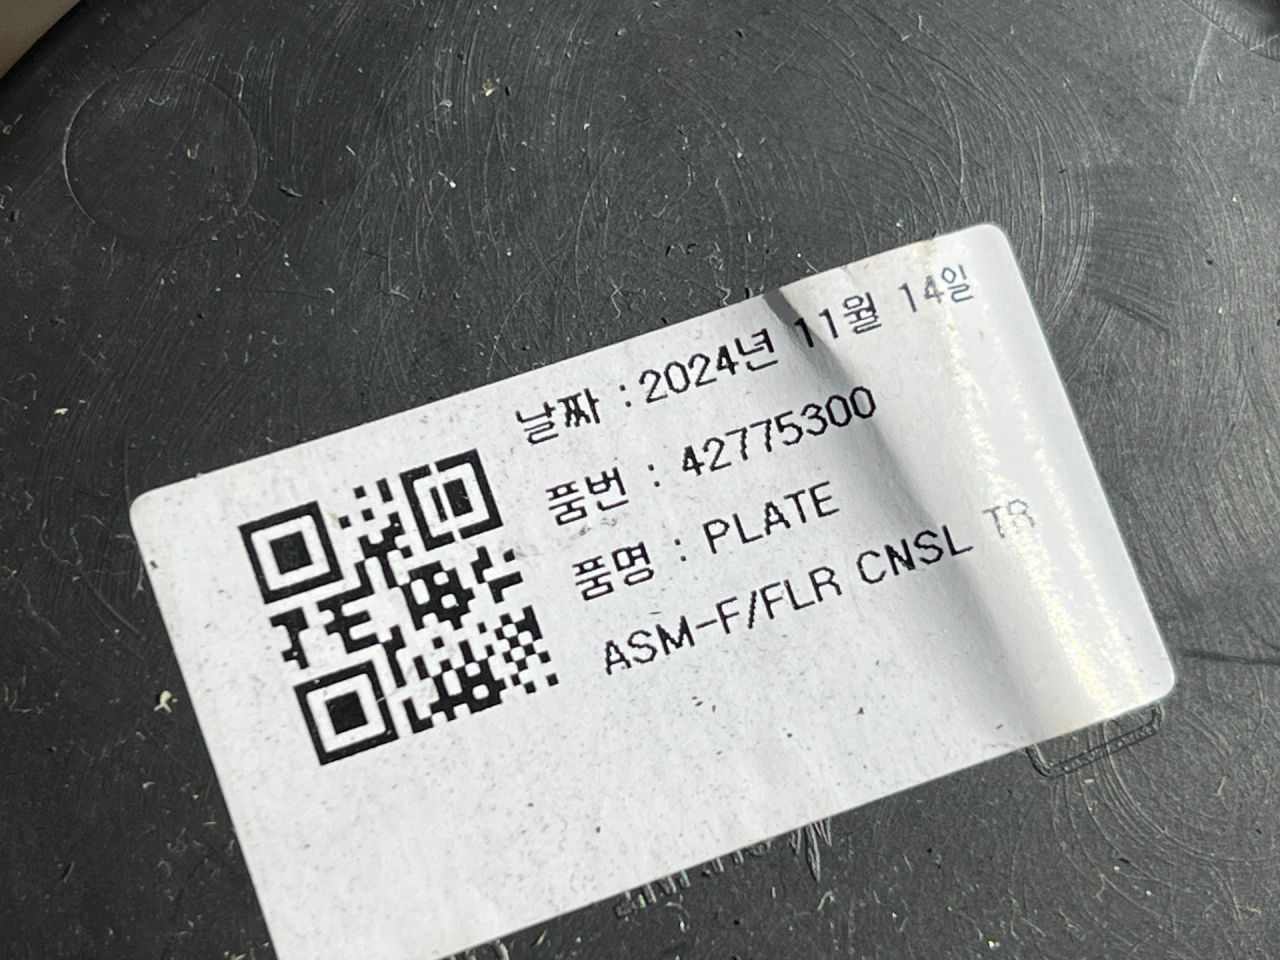 날짜 : 2024년 11월 14일
품번 : 42775300
품명 : PLATE
ASM-F/FLR CNSL TR